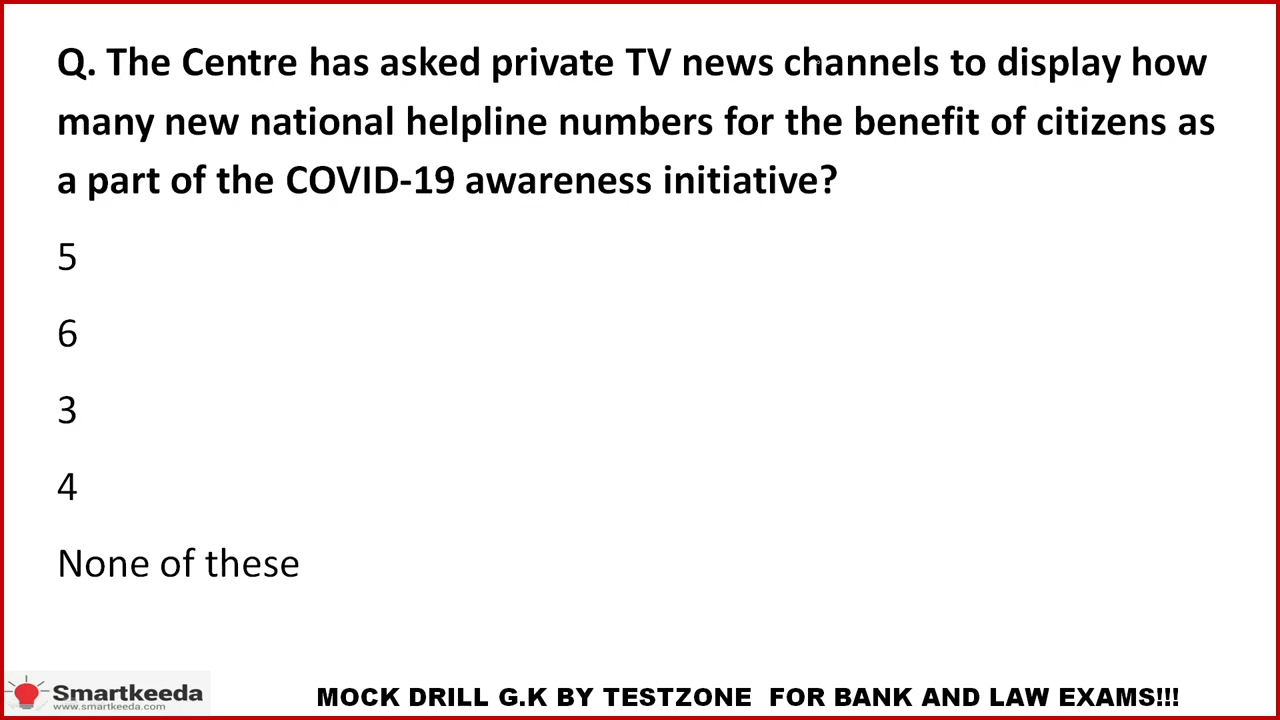 Q. The Centre has asked private TV news channels to display how
many new national helpline numbers for the benefit of citizens as
a part of the COVID-19 awareness initiative?
5
6
3
4
None of these
Smartkeeda
www.smartkeeda.com
MOCK DRILL G.K BY TESTZONE FOR BANK AND LAW EXAMS!!!